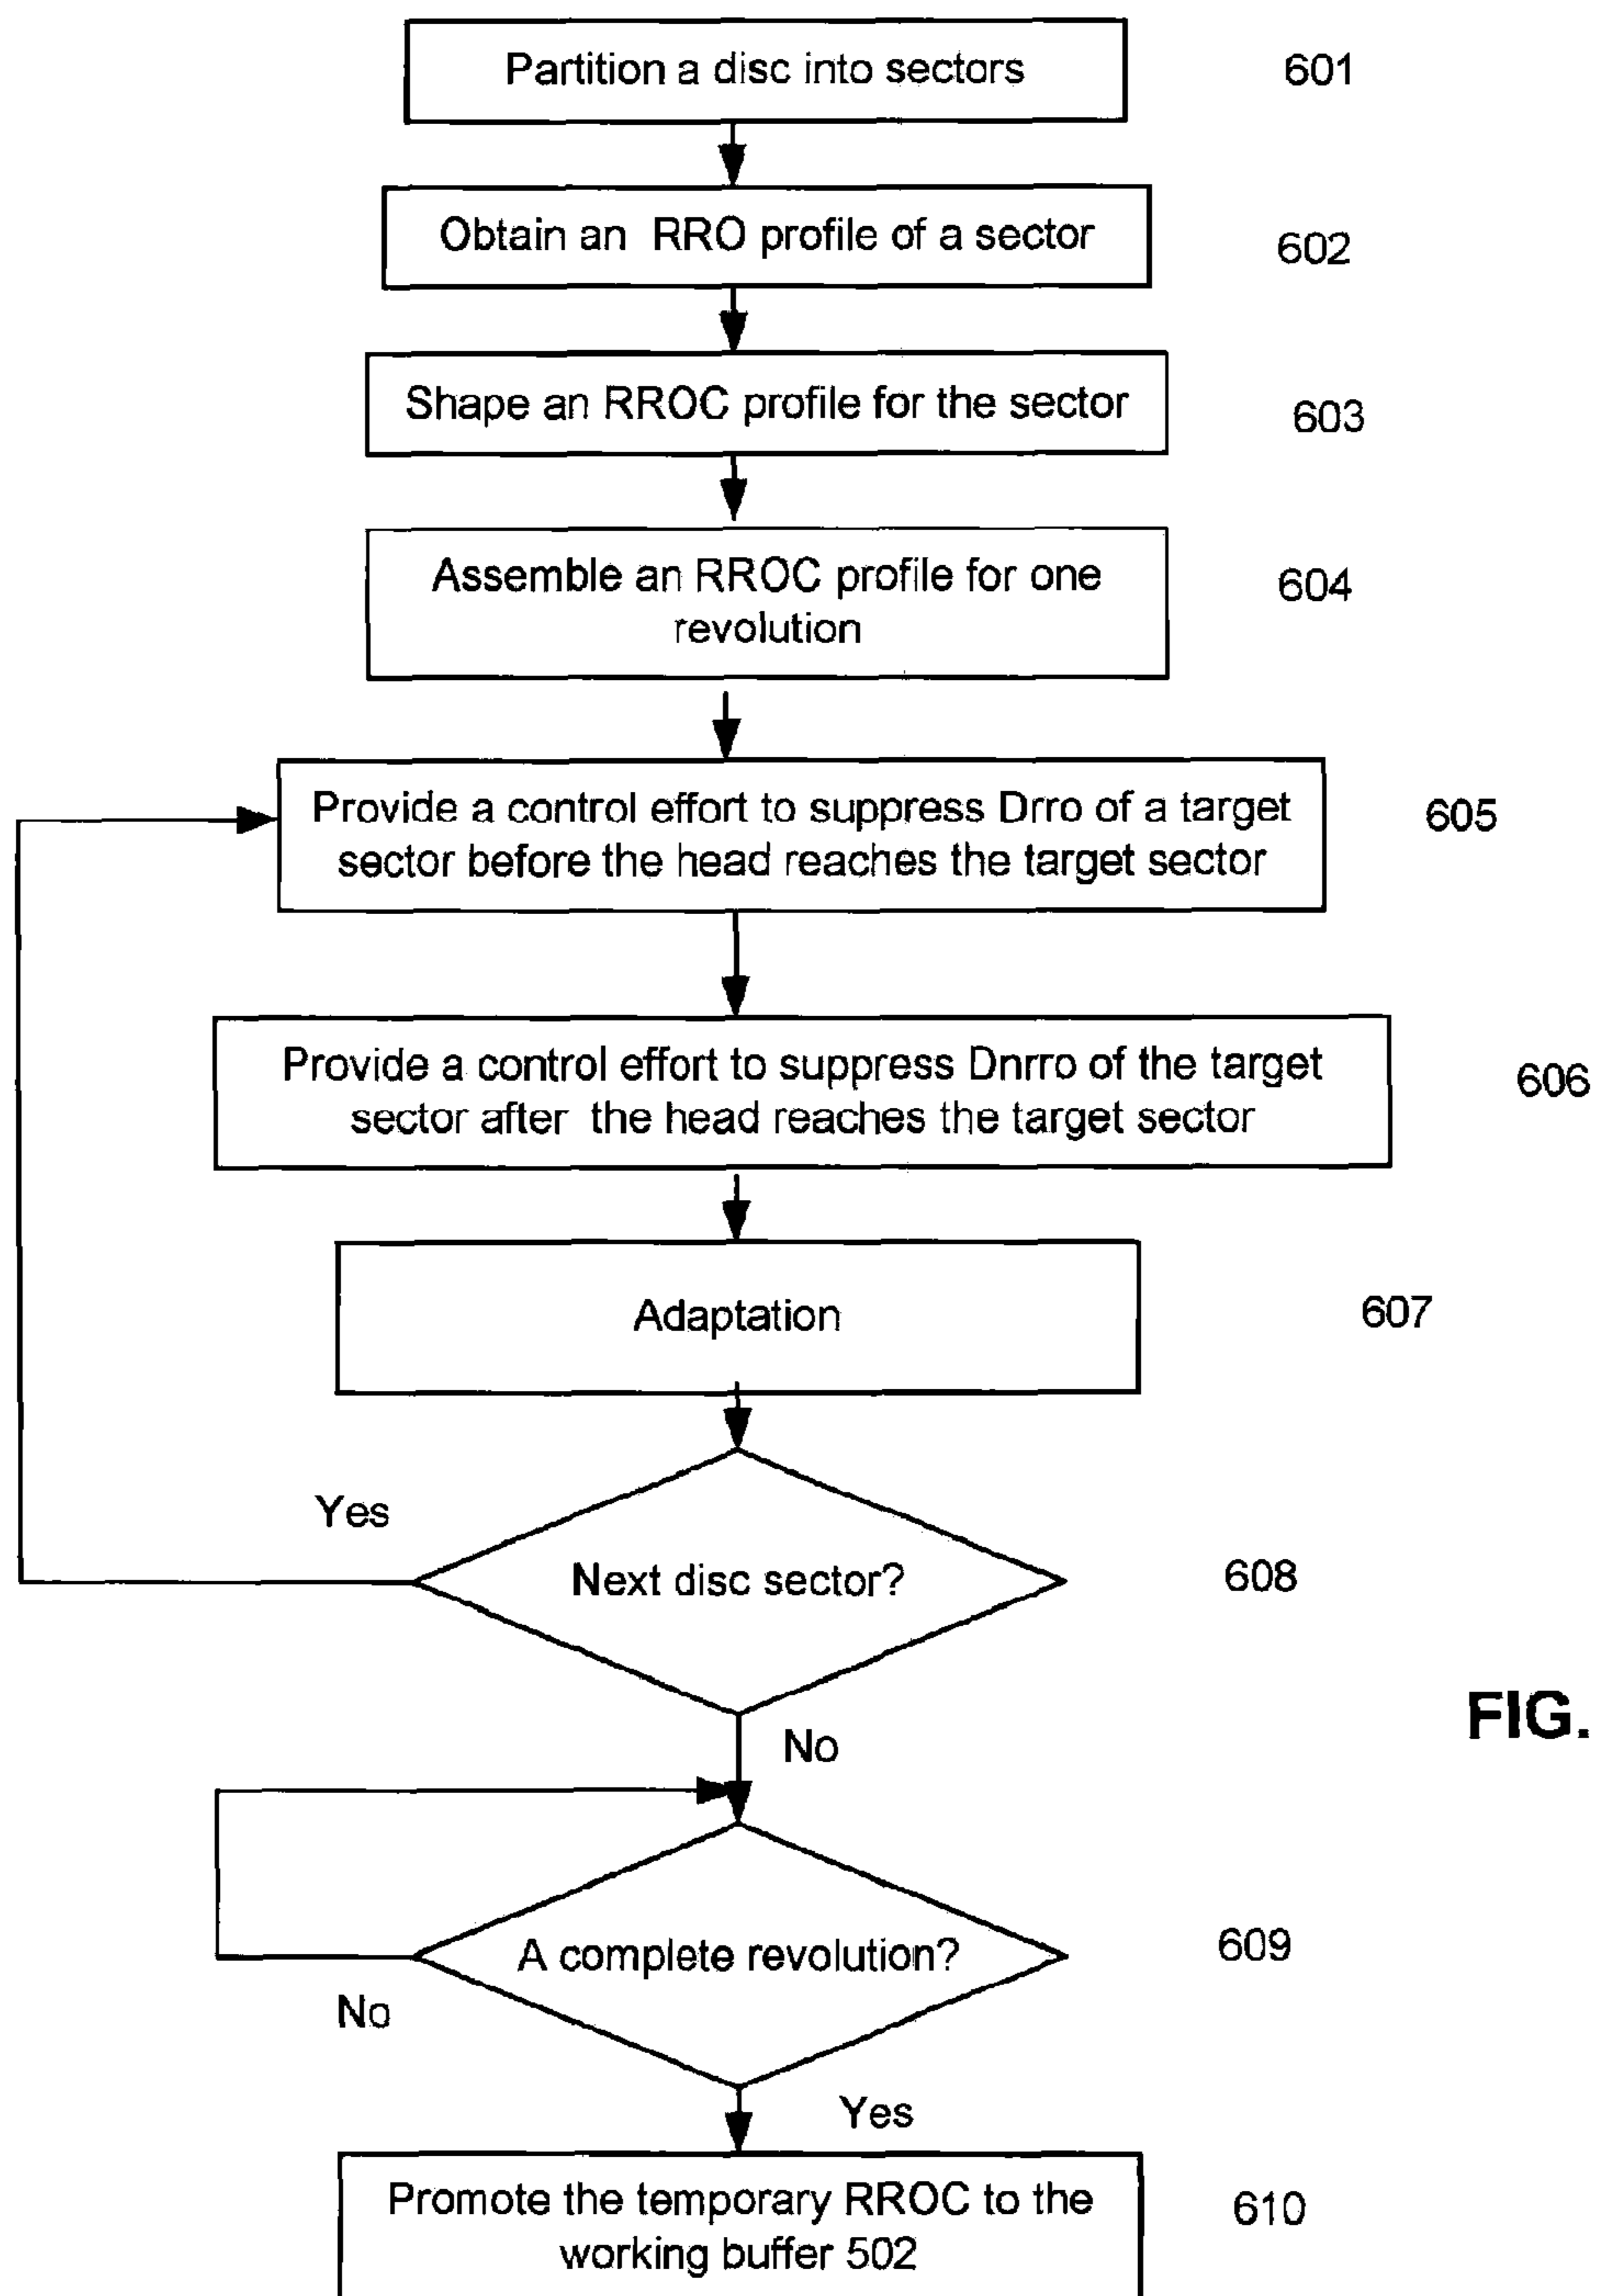 Partition a disc into sectors
601
Obtain an RRO profile of a sector
602
Shape an RROC profile for the sector
603
Assemble an RROC profile for one
revolution
604
Provide a control effort to suppress Drro of a target
sector before the head reaches the target sector
605
Provide a control effort to suppress Dnrro of the target
sector after the head reaches the target sector
606
Adaptation
607
Yes
Next disc sector?
608
No
FIG.
A complete revolution?
609
No
Yes
Promote the temporary RROC to the
working buffer 502
610